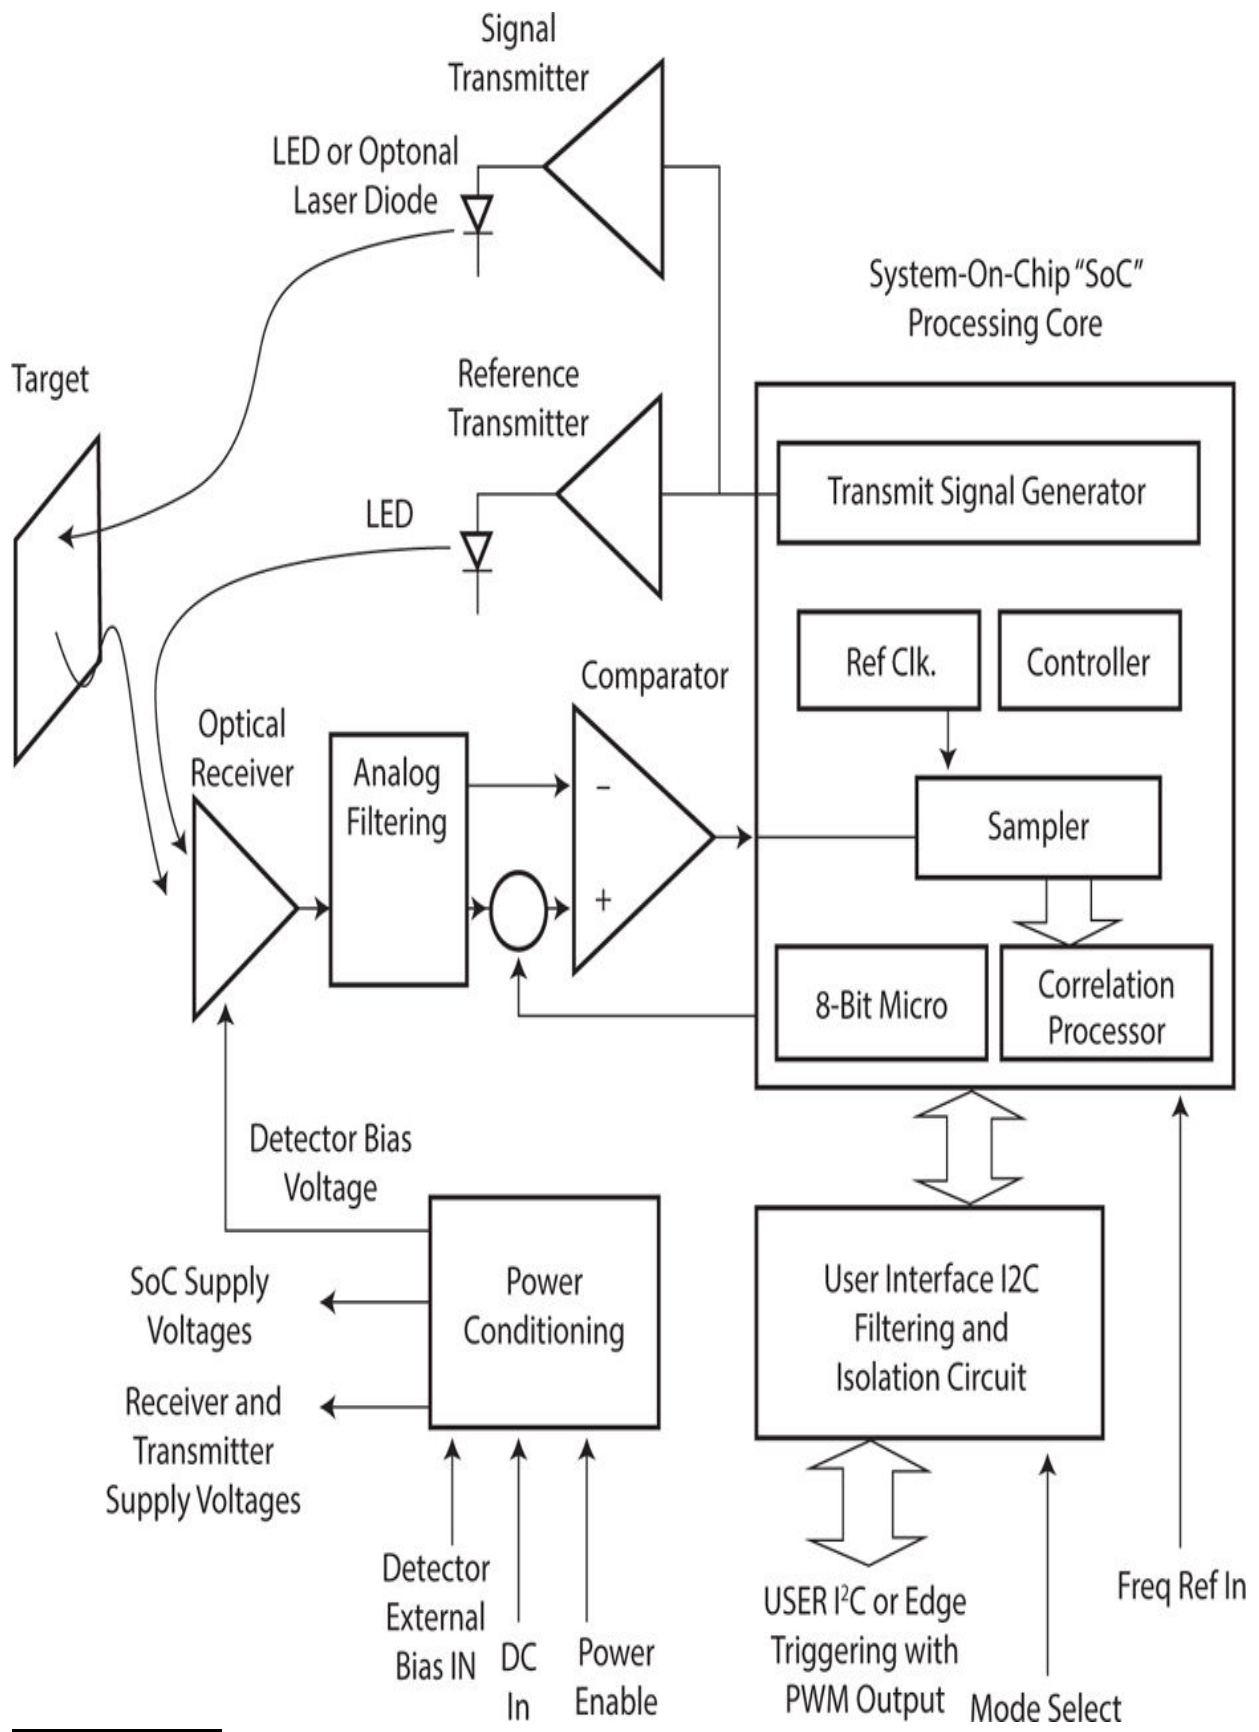 Signal
Transmitter
LED or Optonal
Laser Diode
System-On-Chip “SoC”
Processing Core
Target
Reference
Transmitter
LED
Transmit Signal Generator
Ref Clk.
Controller
Comparator
Optical
Receiver
Analog
Filtering
–
+
Sampler
8-Bit Micro
Correlation
Processor
Detector Bias
Voltage
SoC Supply
Voltages
Power
Conditioning
User Interface I2C
Filtering and
Isolation Circuit
Receiver and
Transmitter
Supply Voltages
Detector
External
Bias IN
DC
In
Power
Enable
USER I²C or Edge
Triggering with
PWM Output
Mode Select
Freq Ref In